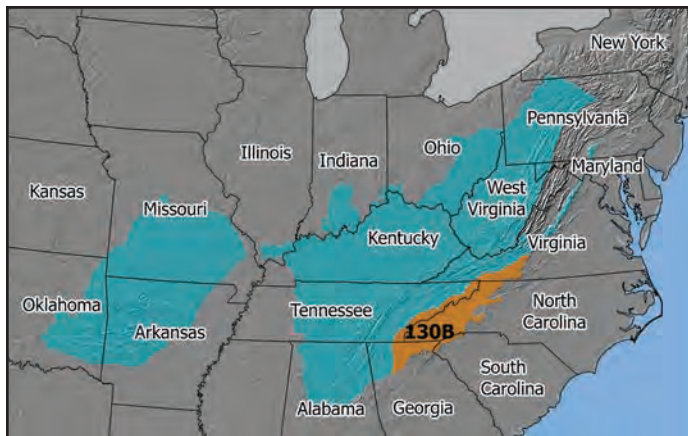 New York
Pennsylvania
Ohio
Illinois
Indiana
Maryland
Kansas
Missouri
West
Virginia
Kentucky
Virginia
Oklahoma
Arkansas
Tennessee
130B
North
Carolina
South
Carolina
Alabama
Georgia